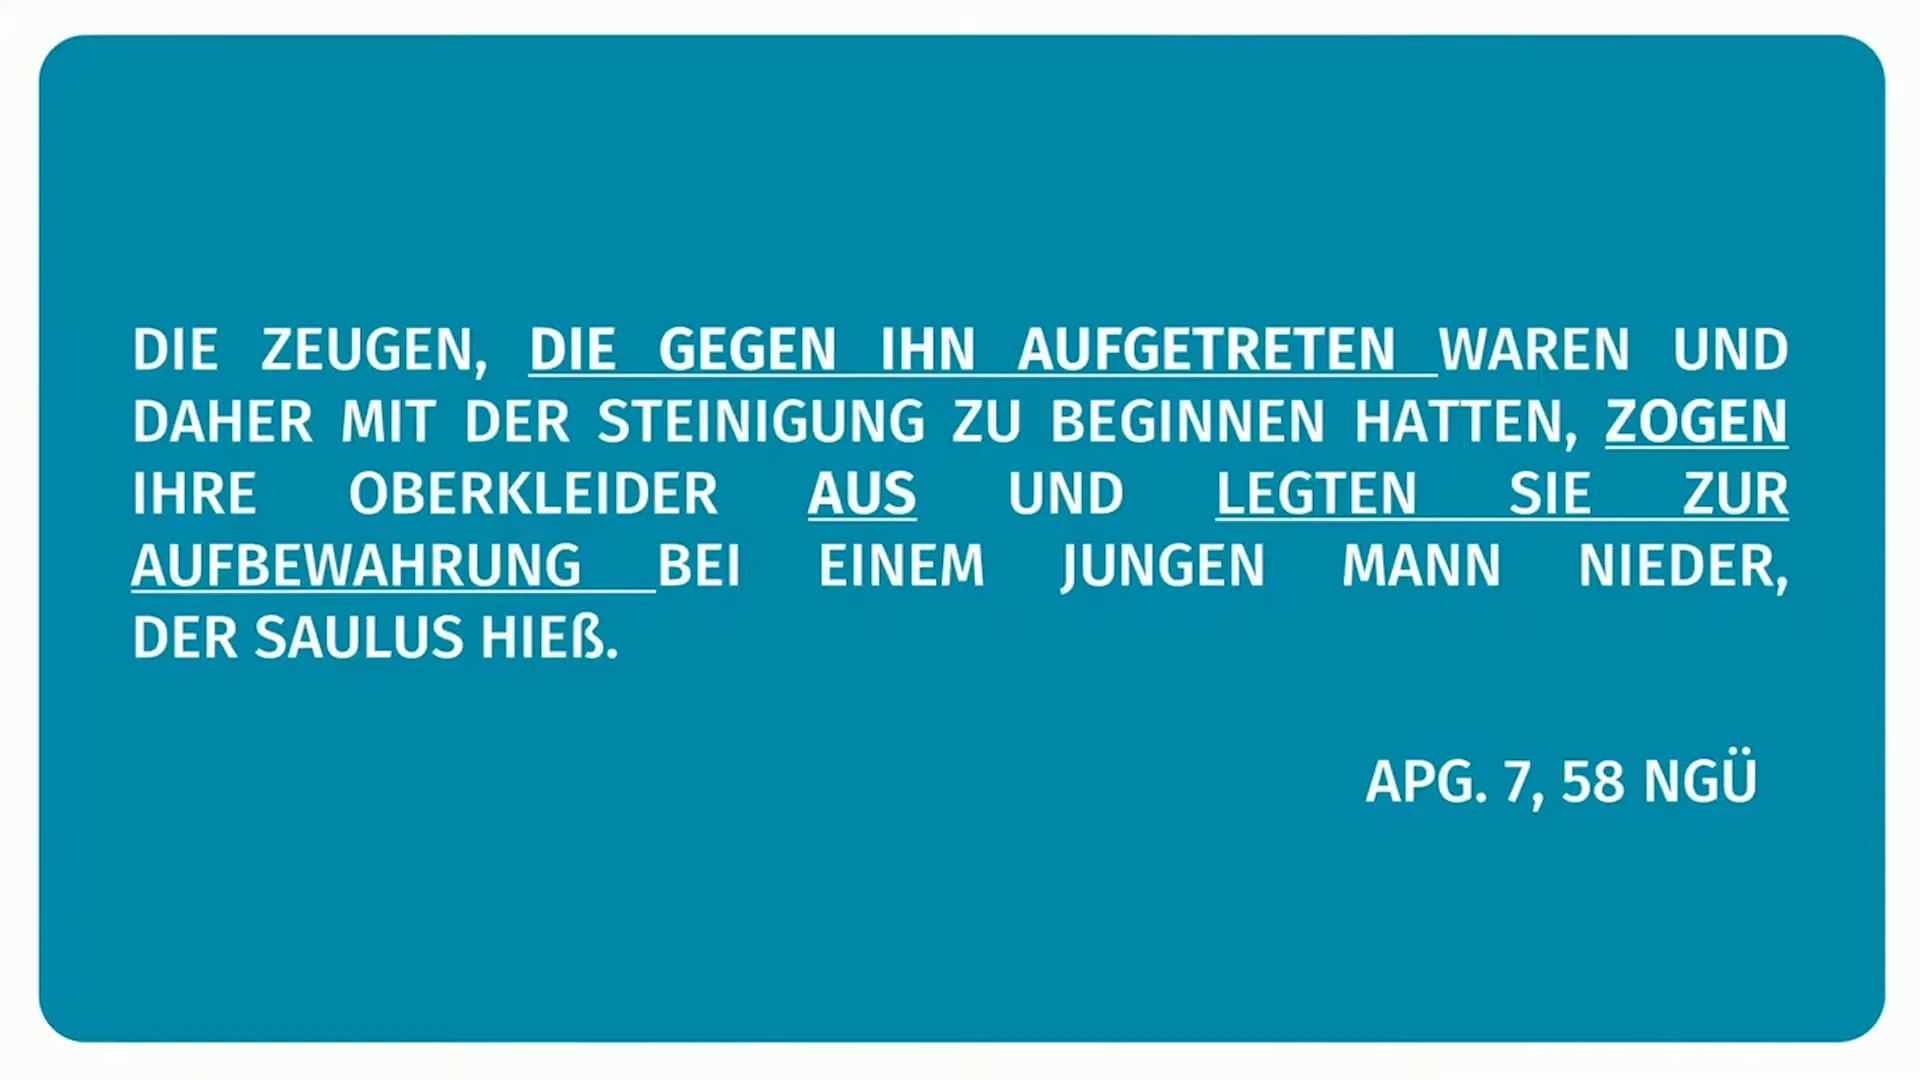 DIE ZEUGEN, DIE GEGEN IHN AUFGETRETEN WAREN UND
DAHER MIT DER STEINIGUNG ZU BEGINNEN HATTEN, ZOGEN
IHRE OBERKLEIDER AUS UND LEGTEN SIE ZUR
AUFBEWAHRUNG BEI EINEM JUNGEN MANN NIEDER,
DER SAULUS HIEß.
APG. 7, 58 NGÜ